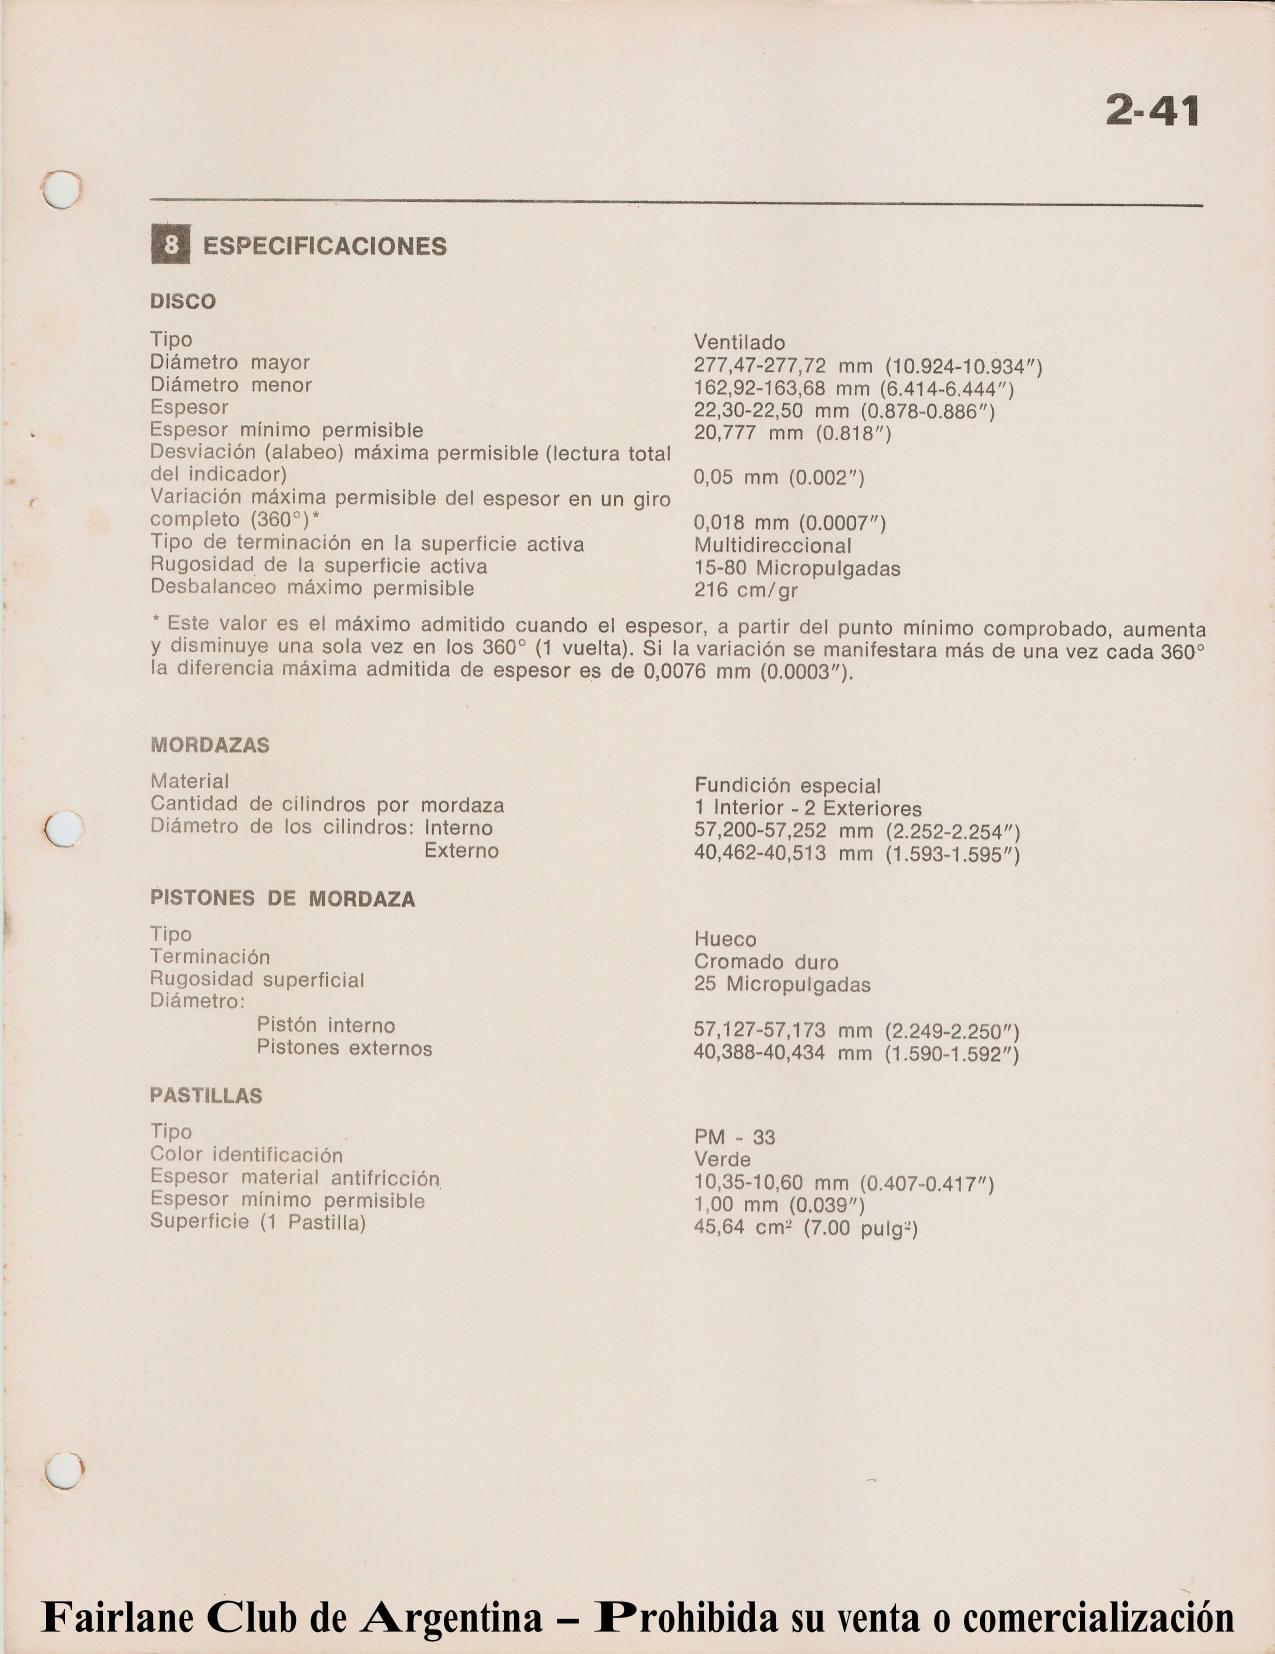 2-41
8 ESPECIFICACIONES
DISCO
Tipo Ventilado
Diámetro mayor 277,47-277,72 mm (10.924-10.934")
Diámetro menor 162,92-163,68 mm (6.414-6.444")
Espesor 22,30-22,50 mm (0.878-0.886")
Espesor mínimo permisible 20,777 mm (0.818")
Desviación (alabeo) máxima permisible (lectura total
del indicador) 0,05 mm (0.002")
Variación máxima permisible del espesor en un giro
completo (360°)* 0,018 mm (0.0007")
Tipo de terminación en la superficie activa Multidireccional
Rugosidad de la superficie activa 15-80 Micropulgadas
Desbalanceo máximo permisible 216 cm/gr
* Este valor es el máximo admitido cuando el espesor, a partir del punto mínimo comprobado, aumenta
y disminuye una sola vez en los 360° (1 vuelta). Si la variación se manifestara más de una vez cada 360°
la diferencia máxima admitida de espesor es de 0,0076 mm (0.0003").
MORDAZAS
Material Fundición especial
Cantidad de cilindros por mordaza 1 Interior - 2 Exteriores
Diámetro de los cilindros: Interno 57,200-57,252 mm (2.252-2.254")
Externo 40,462-40,513 mm (1.593-1.595")
PISTONES DE MORDAZA
Tipo Hueco
Terminación Cromado duro
Rugosidad superficial 25 Micropulgadas
Diámetro:
Pistón interno 57,127-57,173 mm (2.249-2.250")
Pistones externos 40,388-40,434 mm (1.590-1.592")
PASTILLAS
Tipo PM - 33
Color identificación Verde
Espesor material antifricción 10,35-10,60 mm (0.407-0.417")
Espesor mínimo permisible 1,00 mm (0.039")
Superficie (1 Pastilla) 45,64 cm² (7.00 pulg²)
Fairlane Club de Argentina – Prohibida su venta o comercialización